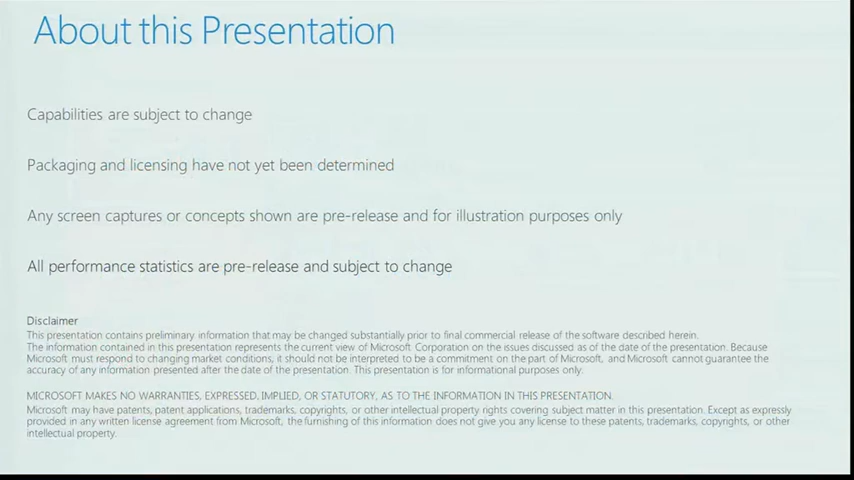 About this Presentation
Capabilities are subject to change
Packaging and licensing have not yet been determined
Any screen captures or concepts shown are pre-release and for illustration purposes only
All performance statistics are pre-release and subject to change
Disclaimer
This presentation contains preliminary information that may be changed substantially prior to final commercial release of the software described herein.
The information contained in this presentation represents the current view of Microsoft Corporation on the issues discussed as of the date of the presentation. Because
Microsoft must respond to changing market conditions, it should not be interpreted to be a commitment on the part of Microsoft, and Microsoft cannot guarantee the
accuracy of any information presented after the date of the presentation. This presentation is for informational purposes only.
MICROSOFT MAKES NO WARRANTIES, EXPRESSED, IMPLIED, OR STATUTORY, AS TO THE INFORMATION IN THIS PRESENTATION.
Microsoft may have patents, patent applications, trademarks, copyrights, or other intellectual property rights covering subject matter in this presentation. Except as expressly
provided in any written license agreement from Microsoft, the furnishing of this information does not give you any license to these patents, trademarks, copyrights, or other
intellectual property.